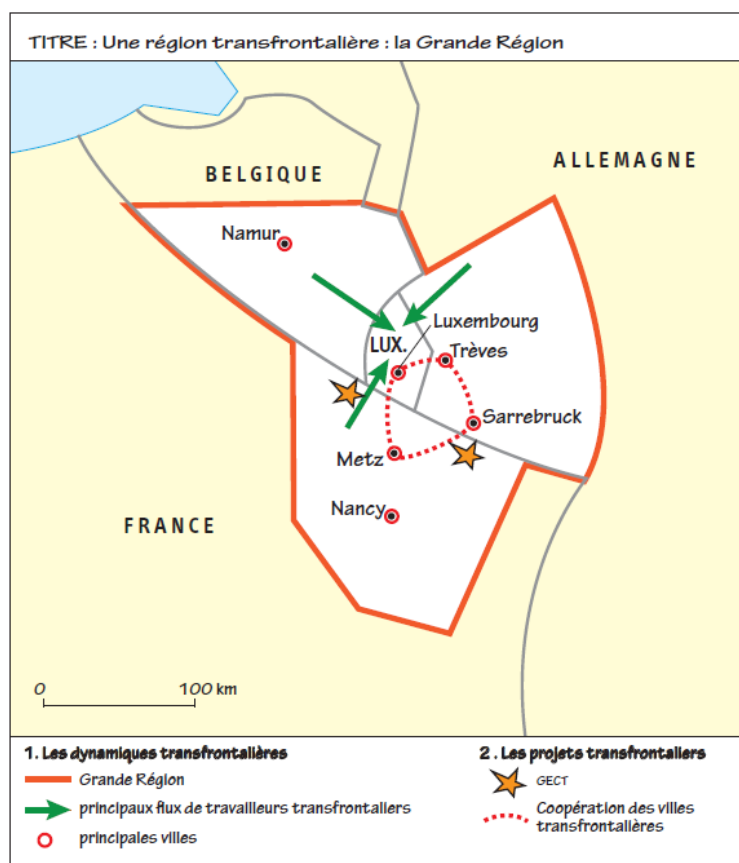 TITRE : Une région transfrontalière : la Grande Région
BELGIQUE
ALLEMAGNE
Namur
Luxembourg
LUX.
Trèves
Sarrebruck
Metz
Nancy
FRANCE
0 100 km
1. Les dynamiques transfrontalières
Grande Région
principaux flux de travailleurs transfrontaliers
principales villes
2. Les projets transfrontaliers
GECT
Coopération des villes
transfrontalières